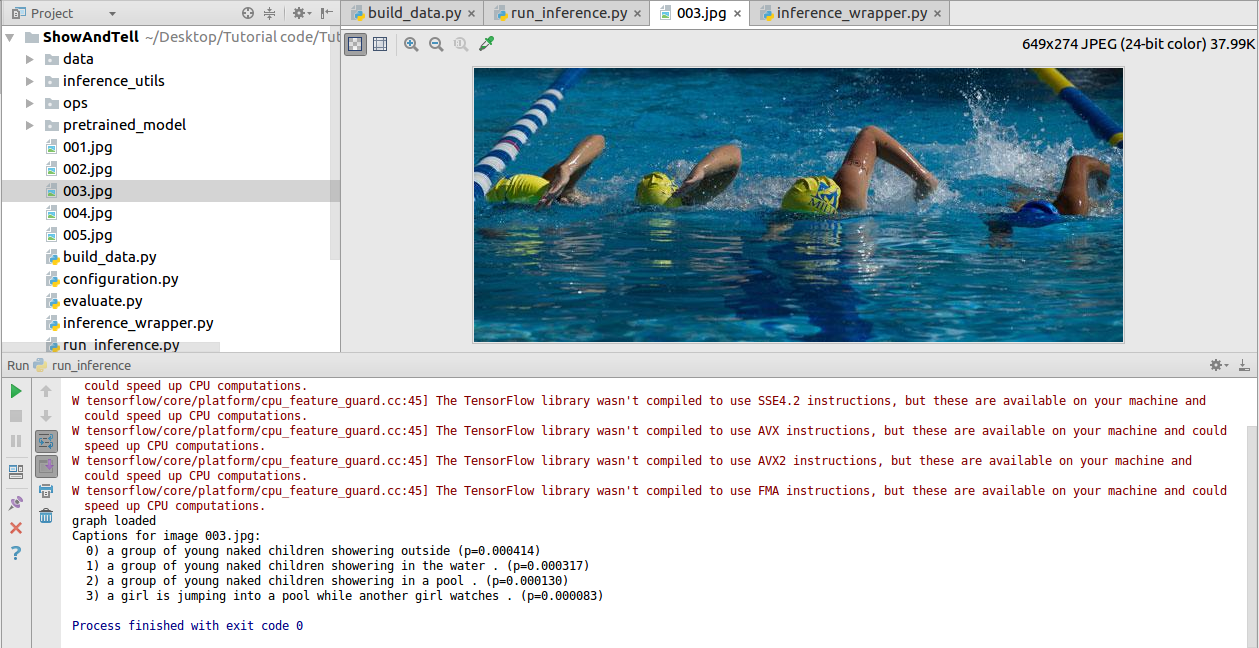 Project
build_data.py
run_inference.py
003.jpg
inference_wrapper.py
ShowAndTell ~/Desktop/Tutorial code/Tut
649x274 JPEG (24-bit color) 37.99K
data
inference_utils
ops
pretrained_model
001.jpg
002.jpg
003.jpg
004.jpg
005.jpg
build_data.py
configuration.py
evaluate.py
inference_wrapper.py
run_inference.py
Run run_inference
could speed up CPU computations.
W tensorflow/core/platform/cpu_feature_guard.cc:45] The TensorFlow library wasn't compiled to use SSE4.2 instructions, but these are available on your machine and
could speed up CPU computations.
W tensorflow/core/platform/cpu_feature_guard.cc:45] The TensorFlow library wasn't compiled to use AVX instructions, but these are available on your machine and could
speed up CPU computations.
W tensorflow/core/platform/cpu_feature_guard.cc:45] The TensorFlow library wasn't compiled to use AVX2 instructions, but these are available on your machine and
could speed up CPU computations.
W tensorflow/core/platform/cpu_feature_guard.cc:45] The TensorFlow library wasn't compiled to use FMA instructions, but these are available on your machine and could
speed up CPU computations.
graph loaded
Captions for image 003.jpg:
0) a group of young naked children showering outside (p=0.000414)
1) a group of young naked children showering in the water . (p=0.000317)
2) a group of young naked children showering in a pool . (p=0.000130)
3) a girl is jumping into a pool while another girl watches . (p=0.000083)
Process finished with exit code 0